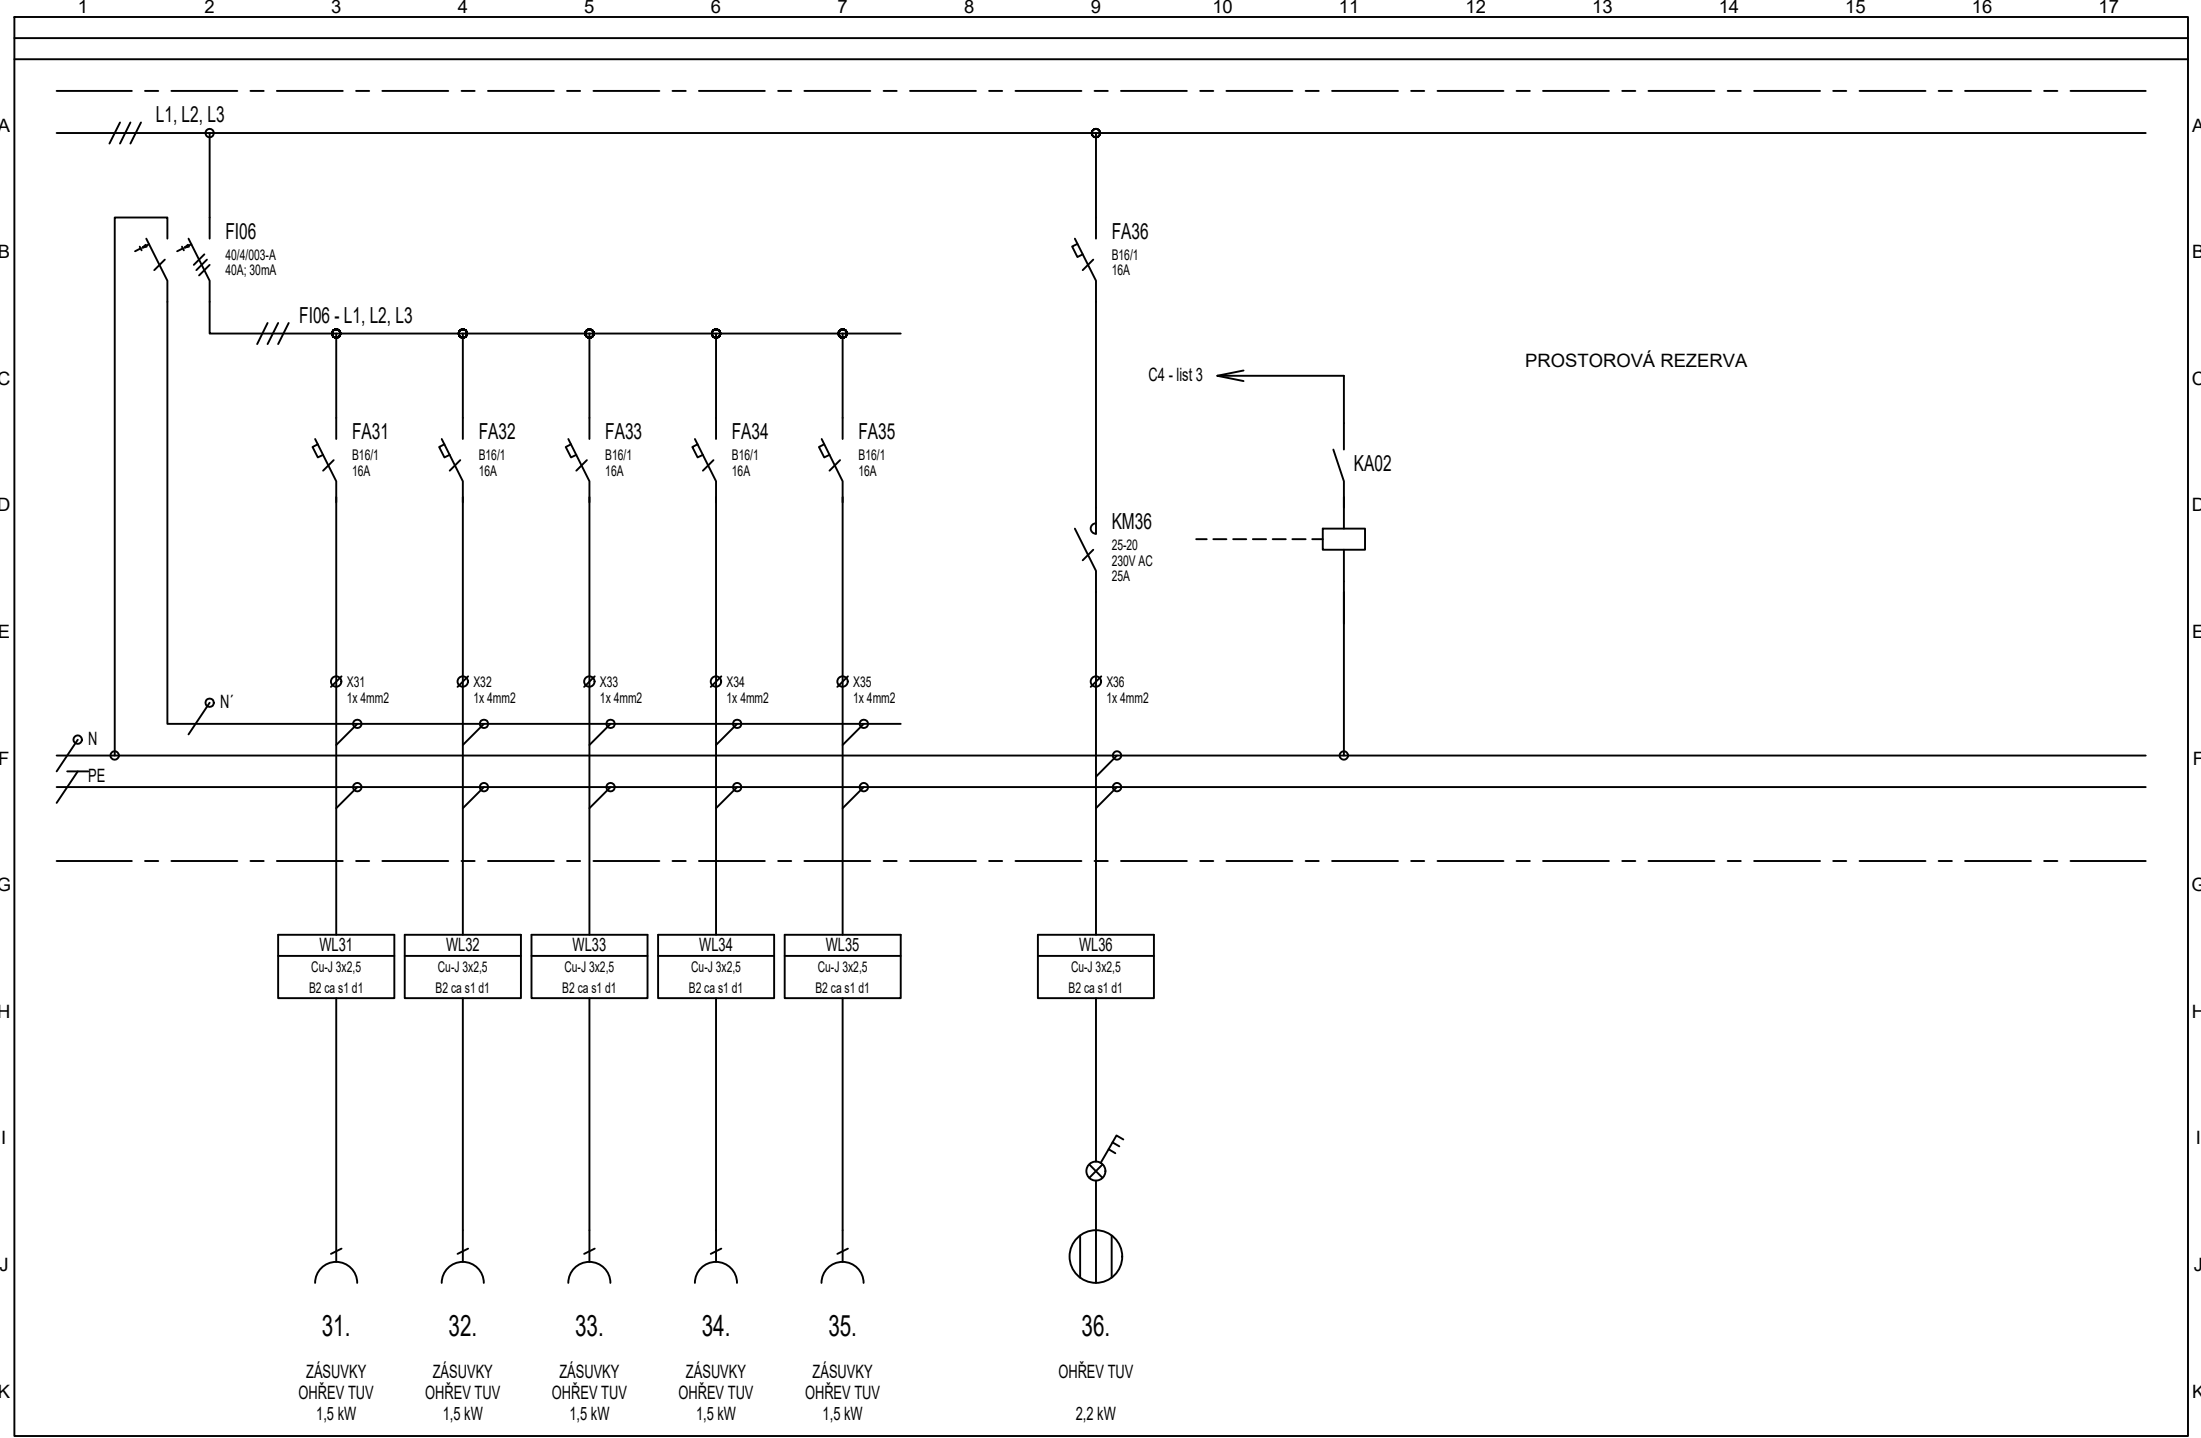 1 2 3 4 5 6 7 8 9 10 11 12 13 14 15 16 17
A A
L1, L2, L3
B B
FI06
40/4/003-A
40A; 30mA
FA36
B16/1
16A
FI06 - L1, L2, L3
C C
C4 - list 3
PROSTOROVÁ REZERVA
FA31
B16/1
16A
FA32
B16/1
16A
FA33
B16/1
16A
FA34
B16/1
16A
FA35
B16/1
16A
KA02
D D
KM36
25-20
230V AC
25A
E E
X31
1x 4mm2
X32
1x 4mm2
X33
1x 4mm2
X34
1x 4mm2
X35
1x 4mm2
X36
1x 4mm2
N´
N
F F
PE
G G
WL31
Cu-J 3x2,5
B2 ca s1 d1
WL32
Cu-J 3x2,5
B2 ca s1 d1
WL33
Cu-J 3x2,5
B2 ca s1 d1
WL34
Cu-J 3x2,5
B2 ca s1 d1
WL35
Cu-J 3x2,5
B2 ca s1 d1
WL36
Cu-J 3x2,5
B2 ca s1 d1
H H
I I
J J
31.
ZÁSUVKY
OHŘEV TUV
1,5 kW
32.
ZÁSUVKY
OHŘEV TUV
1,5 kW
33.
ZÁSUVKY
OHŘEV TUV
1,5 kW
34.
ZÁSUVKY
OHŘEV TUV
1,5 kW
35.
ZÁSUVKY
OHŘEV TUV
1,5 kW
36.
OHŘEV TUV
2,2 kW
K K